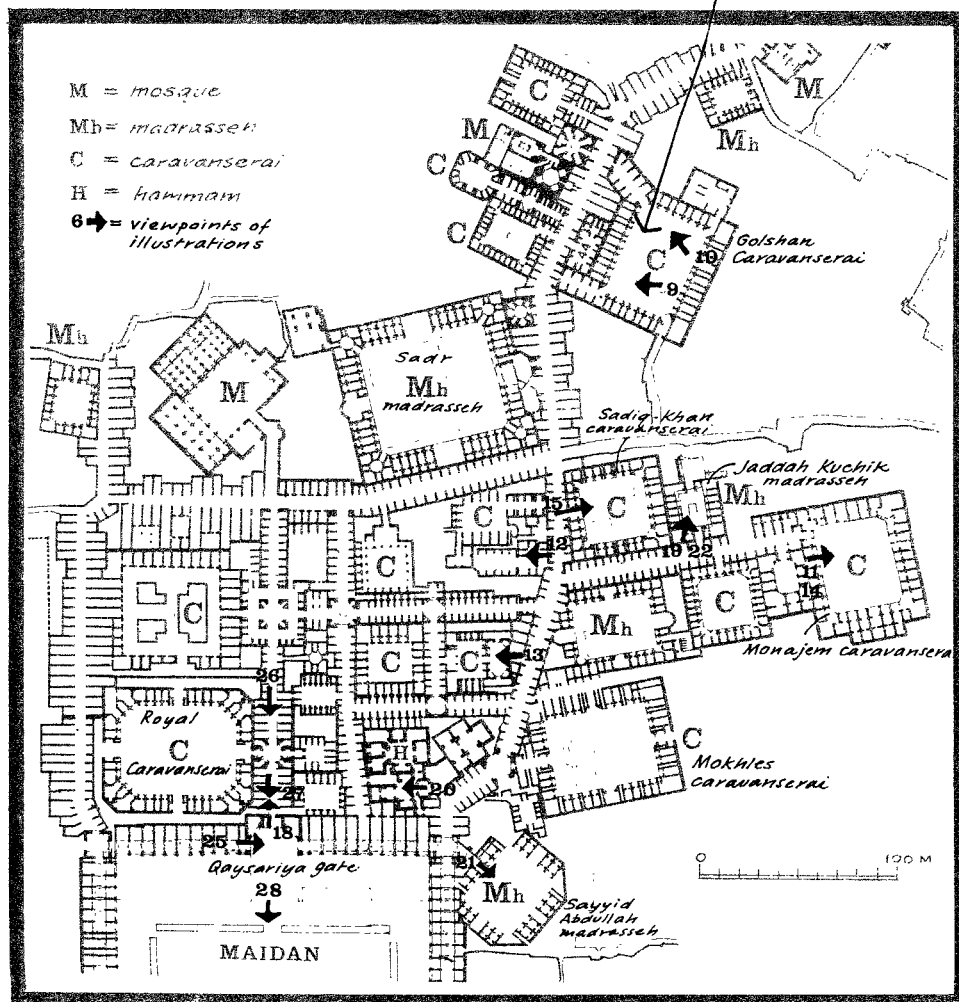 M = mosque
Mh = madrasseh
C = caravanserai
H = hammam
6 = viewpoints of
illustrations
C
M
Mh
M
C
C
C
10
9
Golshan
Caravanserai
Mh
M
Sadr
Mh
madrasseh
Sadiq-khan
caravanserai
Jaddah Kuchik
madrasseh
Mh
15
C
C
12
19
22
C
11
14
C
C
Mh
C
Monajem Caravanserai
C
C
13
26
Royal
C
Caravanserai
H
20
C
Mokhles
caravanserai
27
18
25
Qaysariya gate
28
21
Mh
Sayyid
Abdullah
madrasseh
MAIDAN
0
100 M